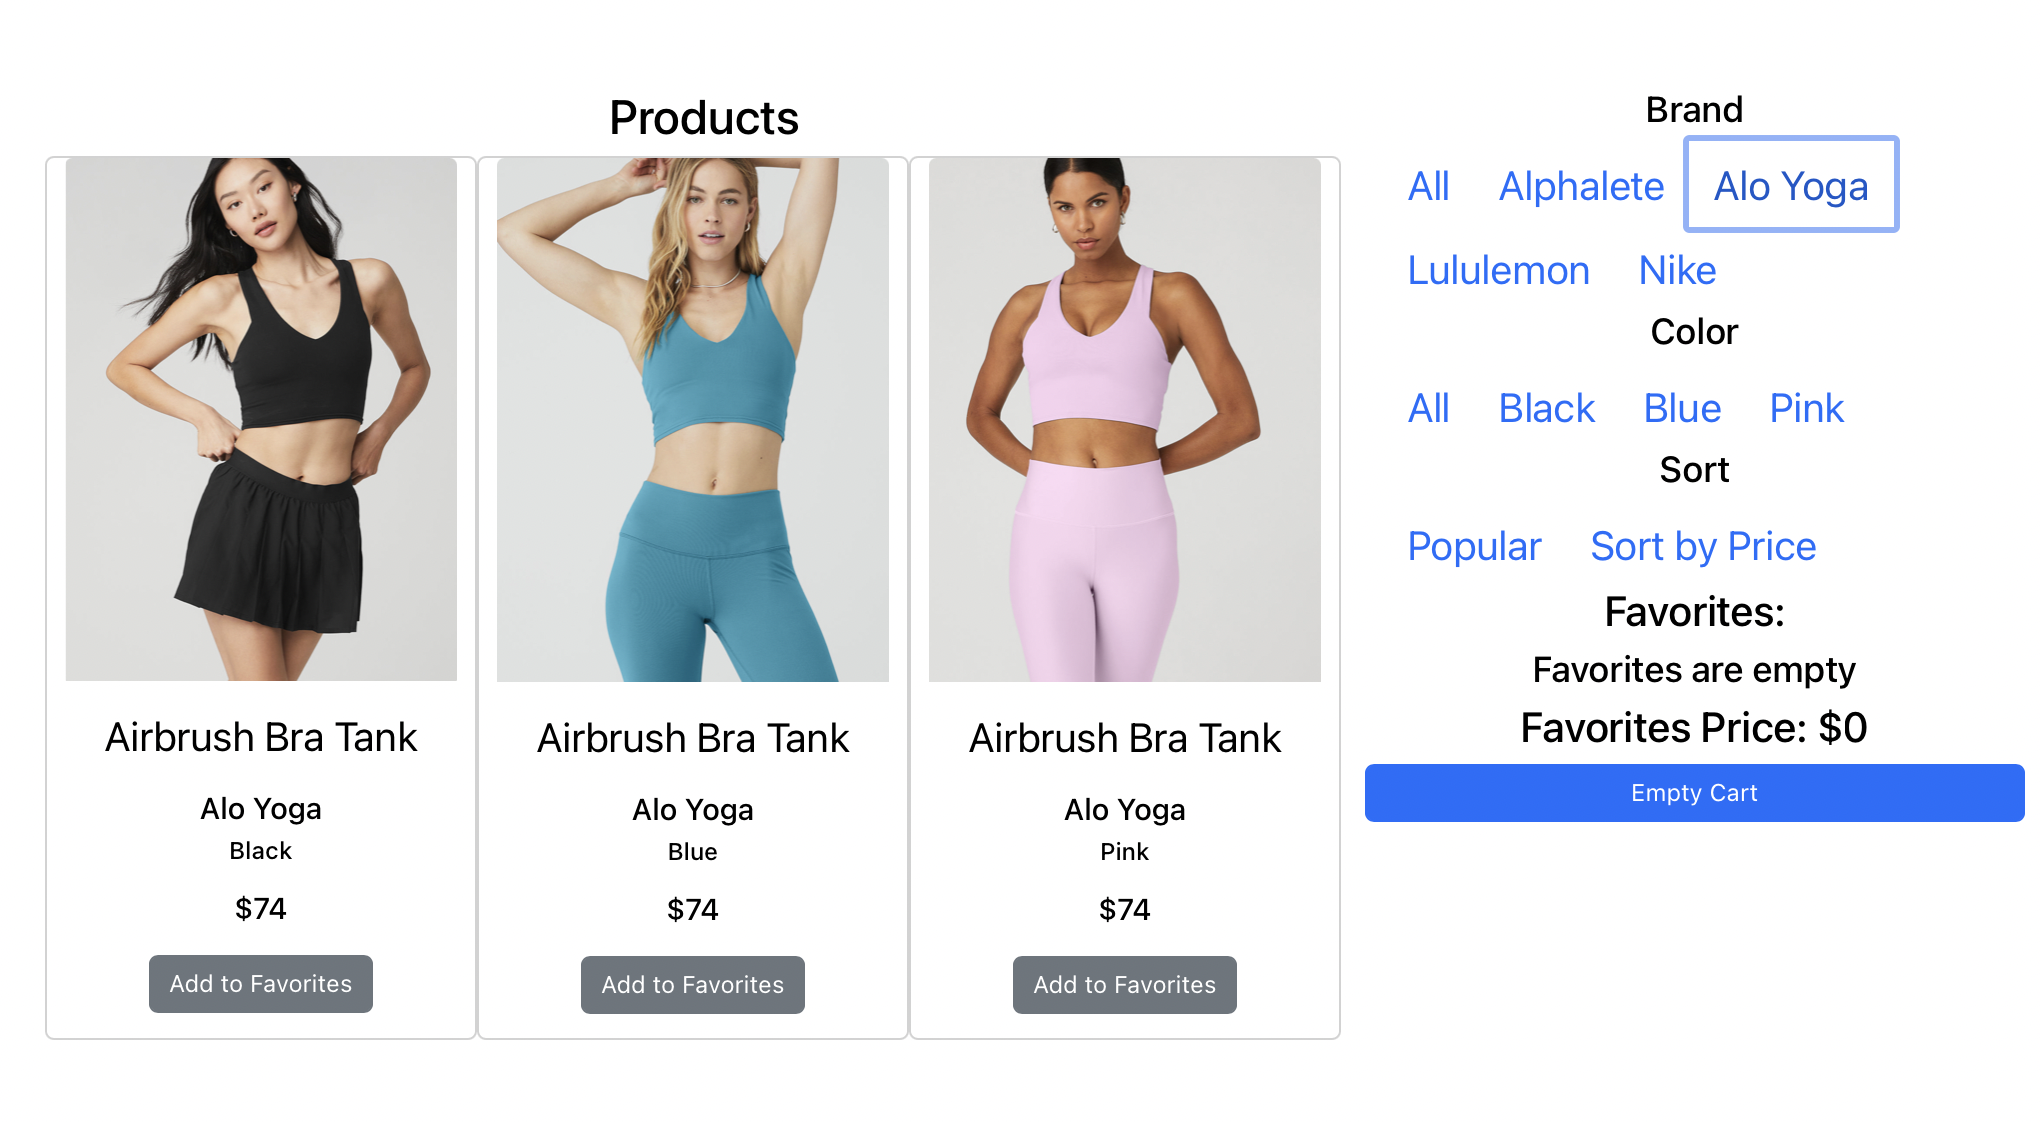 Products
Airbrush Bra Tank
Alo Yoga
Black
$74
Add to Favorites
Airbrush Bra Tank
Alo Yoga
Blue
$74
Add to Favorites
Airbrush Bra Tank
Alo Yoga
Pink
$74
Add to Favorites
Brand
All Alphalete Alo Yoga
Lululemon Nike
Color
All Black Blue Pink
Sort
Popular Sort by Price
Favorites:
Favorites are empty
Favorites Price: $0
Empty Cart